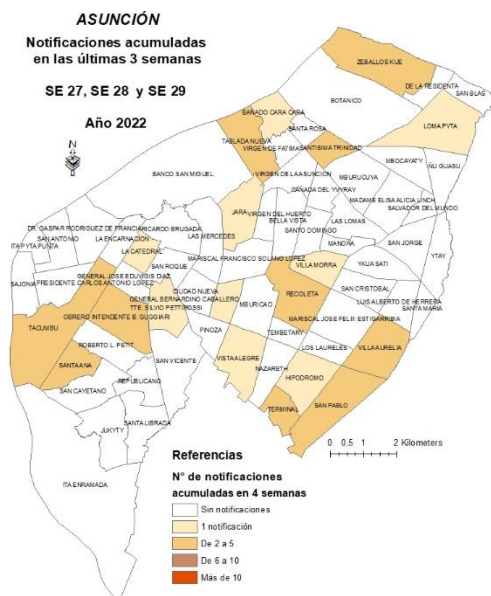 ASUNCIÓN
Notificaciones acumuladas
en las últimas 3 semanas
SE 27, SE 28 y SE 29
Año 2022
N
ZEBALLOS KUE
DE LA RESIDENTA
SAN BLAS
BOTANICO
BAÑADO CARA CARA
LOMA PYTA
SANTA ROSA
TABLADA NUEVA
VIRGEN DE FATIMA
SANTISIMA TRINIDAD
MBOCAYATY
ÑU GUASU
BANCO SAN MIGUEL
VIRGEN DE LA ASUNCION
MBURUCUYA
MADAME ELISA ALICIA LYNCH
CAÑADA DEL YVYRAY
SALVADOR DEL MUNDO
JARA
VIRGEN DEL HUERTO
BELLA VISTA
LAS LOMAS
DR. GASPAR RODRIGUEZ DE FRANCIA
RICARDO BRUGADA
SANTO DOMINGO
SAN ANTONIO
LA ENCARNACION
LAS MERCEDES
MANORA
SAN JORGE
ITA PYTA PUNTA
LA CATEDRAL
MARISCAL FRANCISCO SOLANO LOPEZ
VILLA MORRA
YKUA SATI
YTAY
SAJONIA
GENERAL JOSE EDUVIGIS DIAZ
SAN ROQUE
PRESIDENTE CARLOS ANTONIO LOPEZ
CIUDAD NUEVA
RECOLETA
SAN CRISTOBAL
GENERAL BERNARDINO CABALLERO
LUIS ALBERTO DE HERRERA
OBRERO INTENDENTE B. GUGGIARI
TTE. SILVIO PETTIROSSI
MBURICAO
SANTA MARIA
MARISCAL JOSE FELIX ESTIGARRIBIA
TACUMBU
PINOZA
TEMBETARY
ROBERTO L. PETIT
LOS LAURELES
VILLA AURELIA
SANTA ANA
SAN VICENTE
VISTA ALEGRE
NAZARETH
HIPODROMO
REPUBLICANO
SAN CAYETANO
TERMINAL
SAN PABLO
JUKYTY
SANTA LIBRADA
ITA ENRAMADA
0 0,5 1 2 Kilometers
Referencias
N° de notificaciones
acumuladas en 4 semanas
Sin notificaciones
1 notificación
De 2 a 5
De 6 a 10
Más de 10